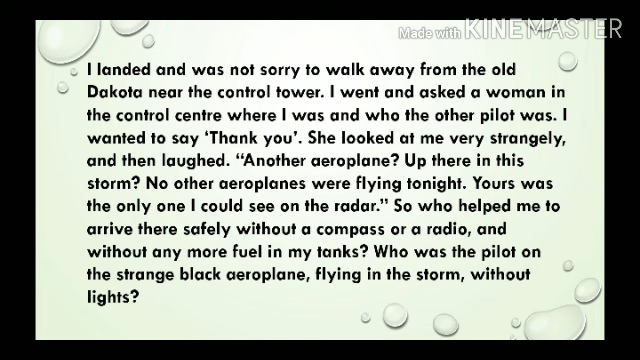 Made with KINEMASTER
I landed and was not sorry to walk away from the old
Dakota near the control tower. I went and asked a woman in
the control centre where I was and who the other pilot was. I
wanted to say ‘Thank you’. She looked at me very strangely,
and then laughed. “Another aeroplane? Up there in this
storm? No other aeroplanes were flying tonight. Yours was
the only one I could see on the radar.” So who helped me to
arrive there safely without a compass or a radio, and
without any more fuel in my tanks? Who was the pilot on
the strange black aeroplane, flying in the storm, without
lights?